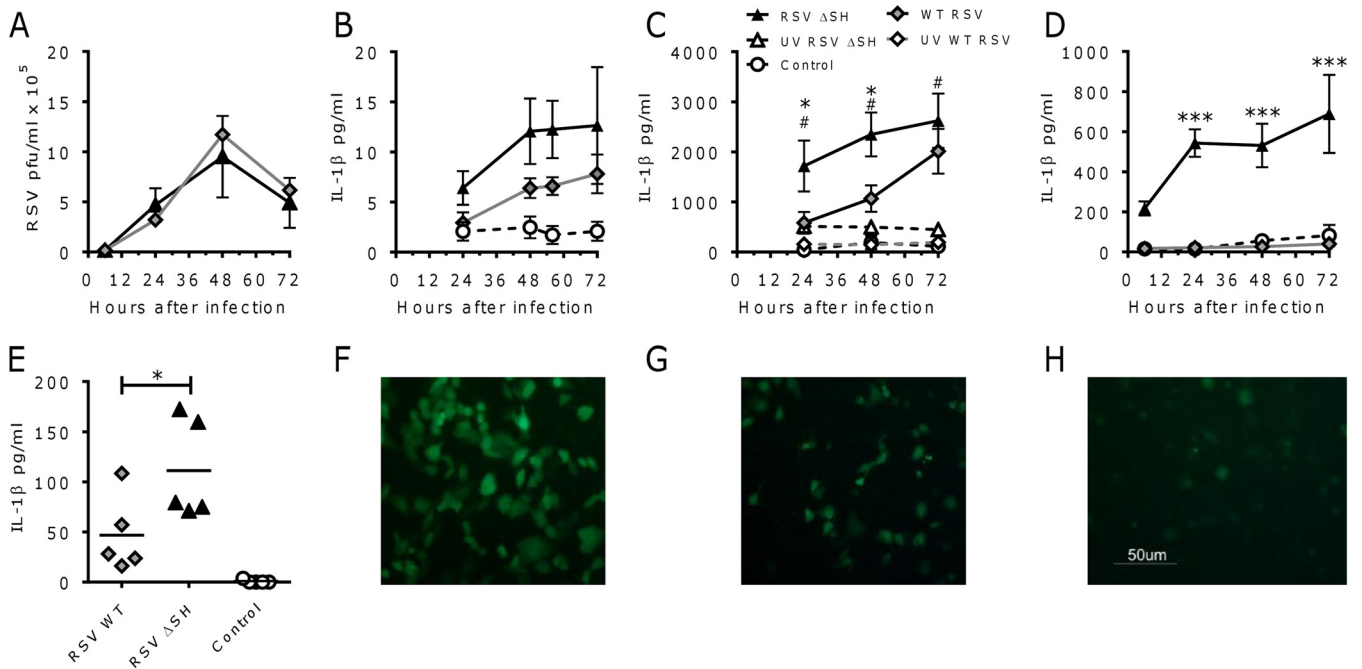 A
B
C
D
RSV ΔSH
WT RSV
UV RSV ΔSH
UV WT RSV
Control
20
15
10
5
0
RSV pfu/ml x 10⁵
0 12 24 36 48 60 72
Hours after infection
20
15
10
5
0
IL-1β pg/ml
0 12 24 36 48 60 72
Hours after infection
4000
3000
2000
1000
0
IL-1β pg/ml
*
#
*
#
#
0 12 24 36 48 60 72
Hours after infection
1000
800
600
400
200
0
IL-1β pg/ml
***
***
***
0 12 24 36 48 60 72
Hours after infection
E
F
G
H
200
150
100
50
0
IL-1β pg/ml
*
RSV WT
RSV ΔSH
Control
50um